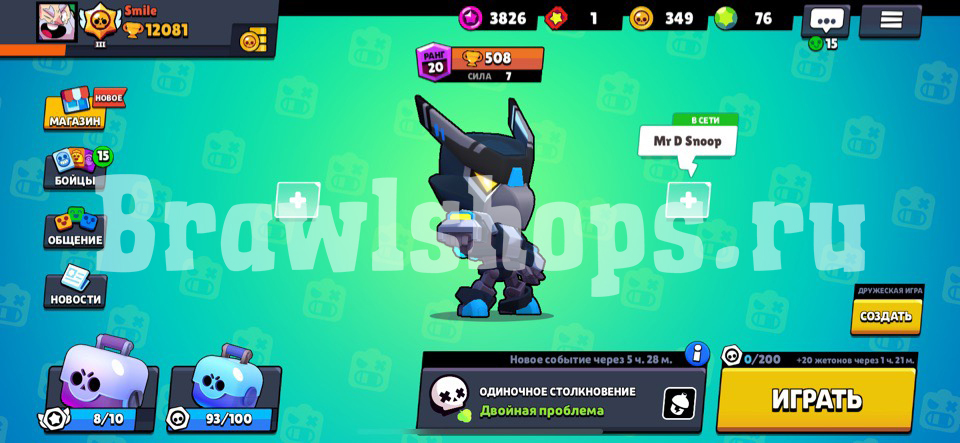 Smile
12081
III
3826
1
349
76
15
РАНГ
20
508
СИЛА 7
НОВОЕ
МАГАЗИН
15
БОЙЦЫ
ОБЩЕНИЕ
НОВОСТИ
В СЕТИ
Mr D Snoop
Brawlshops.ru
ДРУЖЕСКАЯ ИГРА
СОЗДАТЬ
8/10
93/100
Новое событие через 5 ч. 28 м.
i
ОДИНОЧНОЕ СТОЛКНОВЕНИЕ
Двойная проблема
0/200
+20 жетонов через 1 ч. 21 м.
ИГРАТЬ